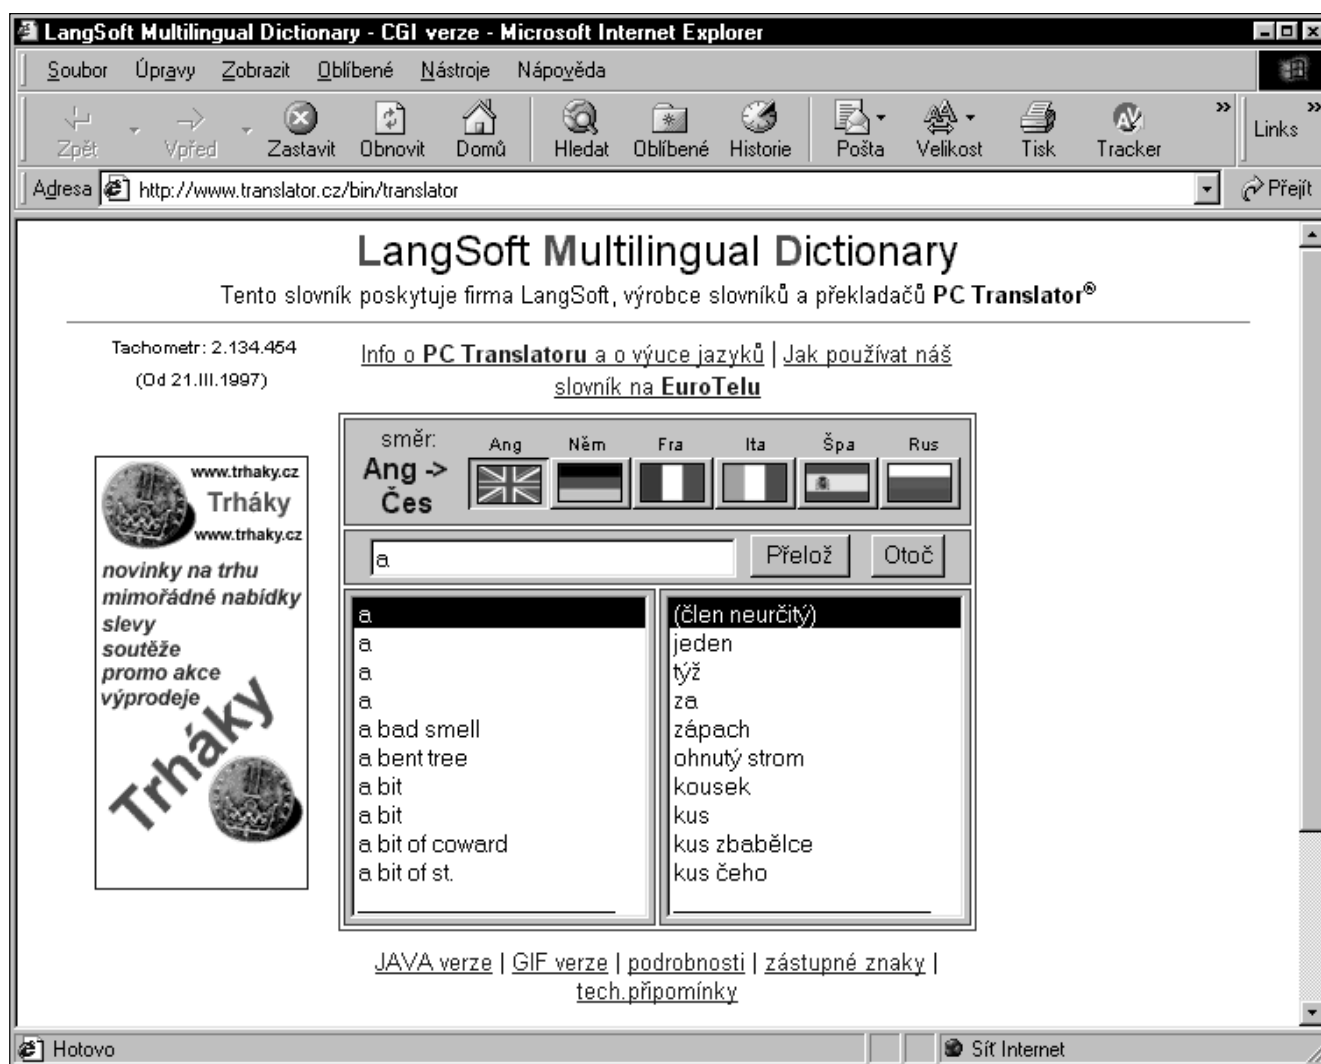 LangSoft Multilingual Dictionary - CGI verze - Microsoft Internet Explorer
Soubor Úpravy Zobrazit Oblíbené Nástroje Nápověda
Zpět Vpřed Zastavit Obnovit Domů Hledat Oblíbené Historie Pošta Velikost Tisk Tracker » Links »
Adresa http://www.translator.cz/bin/translator Přejít
LangSoft Multilingual Dictionary
Tento slovník poskytuje firma LangSoft, výrobce slovníků a překladačů PC Translator®
Tachometr: 2.134.454
(Od 21.III.1997)
Info o PC Translatoru a o výuce jazyků | Jak používat náš
slovník na EuroTelu
www.trhaky.cz
Trháky
www.trhaky.cz
novinky na trhu
mimořádné nabídky
slevy
soutěže
promo akce
výprodeje
Trháky
směr:
Ang ->
Čes
Ang Něm Fra Ita Špa Rus
a Přelož Otoč
a (člen neurčitý)
a jeden
a týž
a za
a bad smell zápach
a bent tree ohnutý strom
a bit kousek
a bit kus
a bit of coward kus zbabělce
a bit of st. kus čeho
JAVA verze | GIF verze | podrobnosti | zástupné znaky |
tech.připomínky
Hotovo Síť Internet